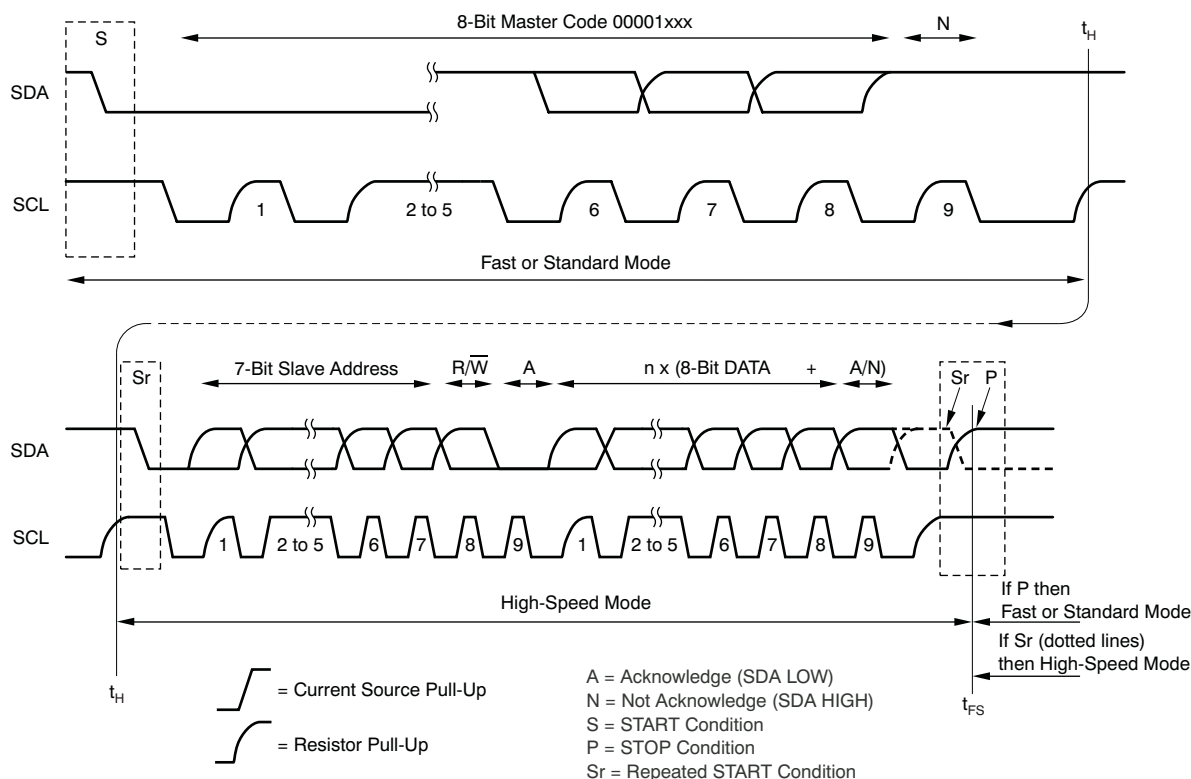 8-Bit Master Code 00001xxx
N
S
t_H
SDA
SCL
1
2 to 5
6
7
8
9
Fast or Standard Mode
7-Bit Slave Address
R/W̅
A
n x (8-Bit DATA
+
A/N)
Sr
Sr
P
SDA
SCL
1
2 to 5
6
7
8
9
1
2 to 5
6
7
8
9
High-Speed Mode
If P then
Fast or Standard Mode
If Sr (dotted lines)
then High-Speed Mode
t_H
t_FS
= Current Source Pull-Up
= Resistor Pull-Up
A = Acknowledge (SDA LOW)
N = Not Acknowledge (SDA HIGH)
S = START Condition
P = STOP Condition
Sr = Repeated START Condition